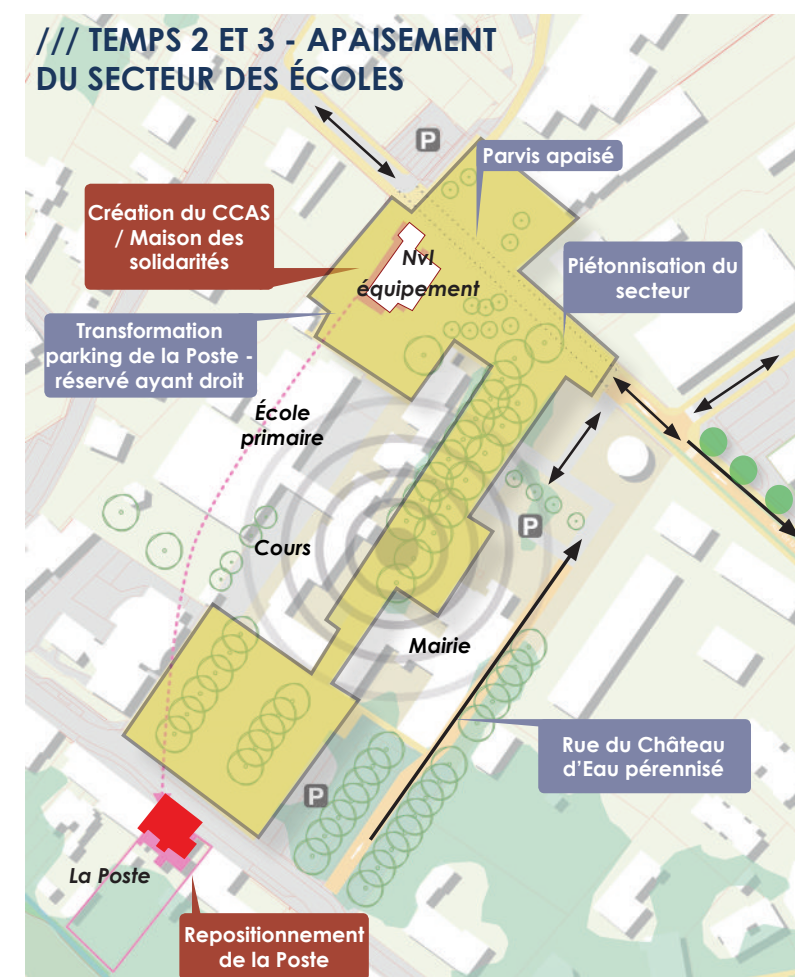 /// TEMPS 2 ET 3 - APAISEMENT
DU SECTEUR DES ÉCOLES
P
Parvis apaisé
Création du CCAS
/ Maison des
solidarités
Nvl
équipement
Piétonnisation du
secteur
Transformation
parking de la Poste -
réservé ayant droit
École
primaire
P
Cours
Mairie
Rue du Château
d'Eau pérennisé
P
La Poste
Repositionnement
de la Poste